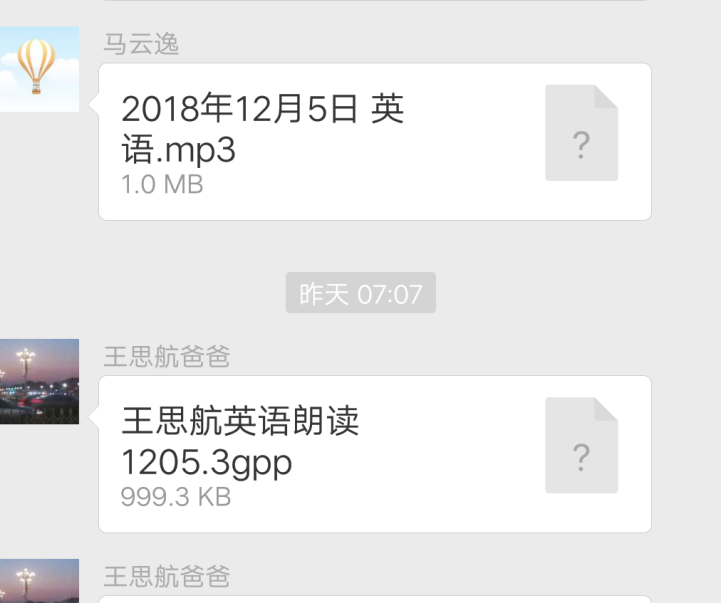 马云逸
2018年12月5日 英
语.mp3
1.0 MB
?
昨天 07:07
王思航爸爸
王思航英语朗读
1205.3gpp
999.3 KB
?
王思航爸爸